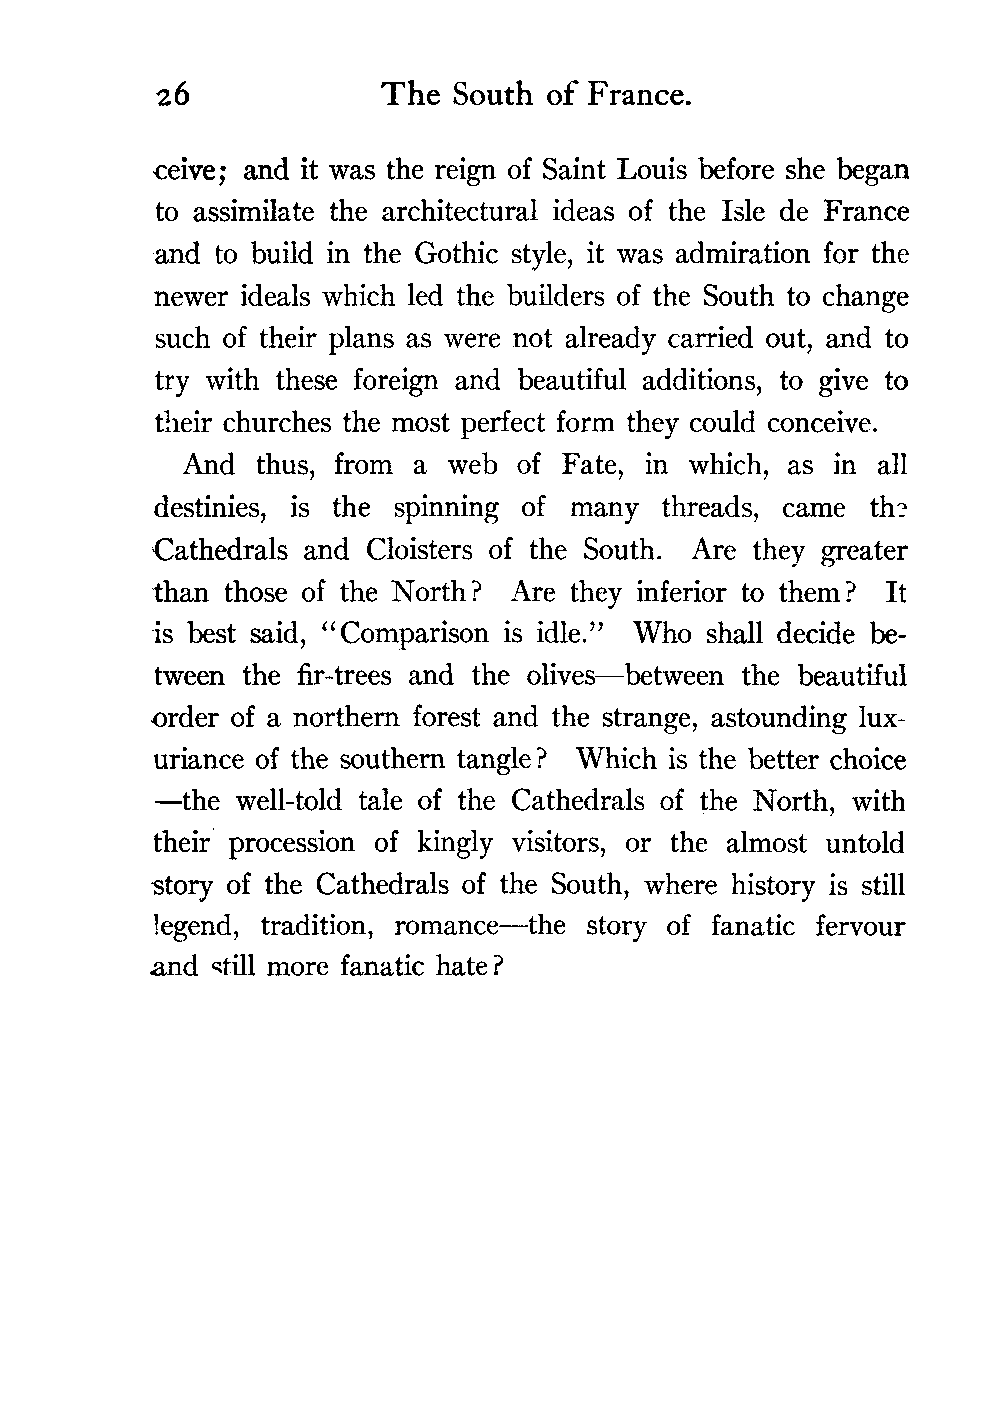 26 The South of France.
ceive; and it was the reign of Saint Louis before she began
to assimilate the architectural ideas of the Isle de France
and to build in the Gothic style, it was admiration for the
newer ideals which led the builders of the South to change
such of their plans as were not already carried out, and to
try with these foreign and beautiful additions, to give to
their churches the most perfect form they could conceive.
And thus, from a web of Fate, in which, as in all
destinies, is the spinning of many threads, came the
Cathedrals and Cloisters of the South. Are they greater
than those of the North? Are they inferior to them? It
is best said, “Comparison is idle.” Who shall decide be-
tween the fir-trees and the olives—between the beautiful
order of a northern forest and the strange, astounding lux-
uriance of the southern tangle? Which is the better choice
—the well-told tale of the Cathedrals of the North, with
their procession of kingly visitors, or the almost untold
story of the Cathedrals of the South, where history is still
legend, tradition, romance—the story of fanatic fervour
and still more fanatic hate?